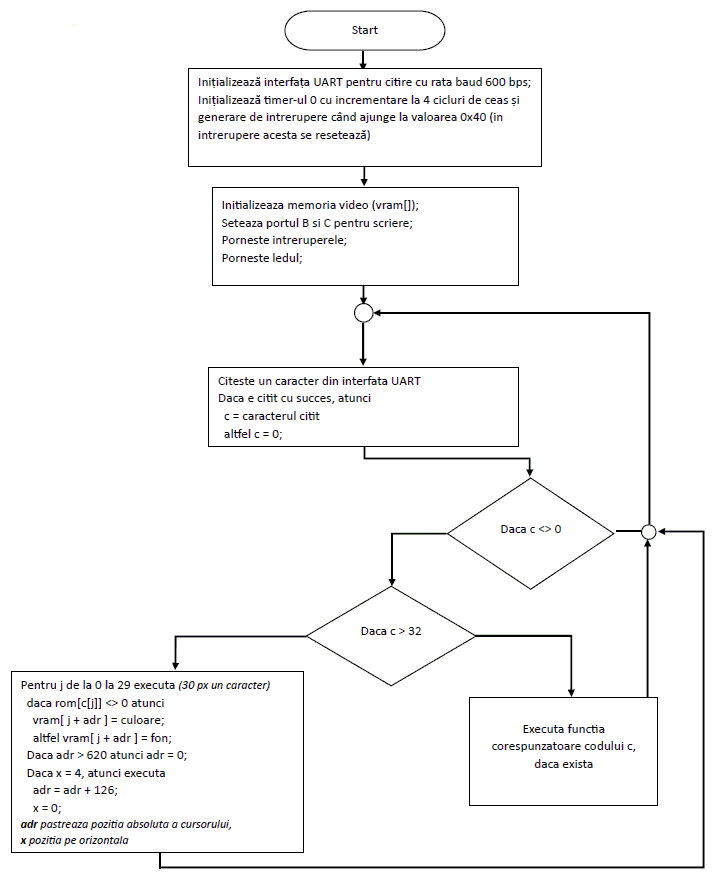 Start
Inițializează interfața UART pentru citire cu rata baud 600 bps;
Inițializează timer-ul 0 cu incrementare la 4 cicluri de ceas și
generare de intrerupere când ajunge la valoarea 0x40 (in
intrerupere acesta se resetează)
Initializeaza memoria video (vram[]);
Seteaza portul B si C pentru scriere;
Porneste intreruperele;
Porneste ledul;
Citeste un caracter din interfata UART
Daca e citit cu succes, atunci
c = caracterul citit
altfel c = 0;
Daca c <> 0
Daca c > 32
Pentru j de la 0 la 29 executa (30 px un caracter)
daca rom[c[j]] <> 0 atunci
vram[ j + adr ] = culoare;
altfel vram[ j + adr ] = fon;
Daca adr > 620 atunci adr = 0;
Daca x = 4, atunci executa
adr = adr + 126;
x = 0;
adr pastreaza pozitia absoluta a cursorului,
x pozitia pe orizontala
Executa functia
corespunzatoare codului c,
daca exista